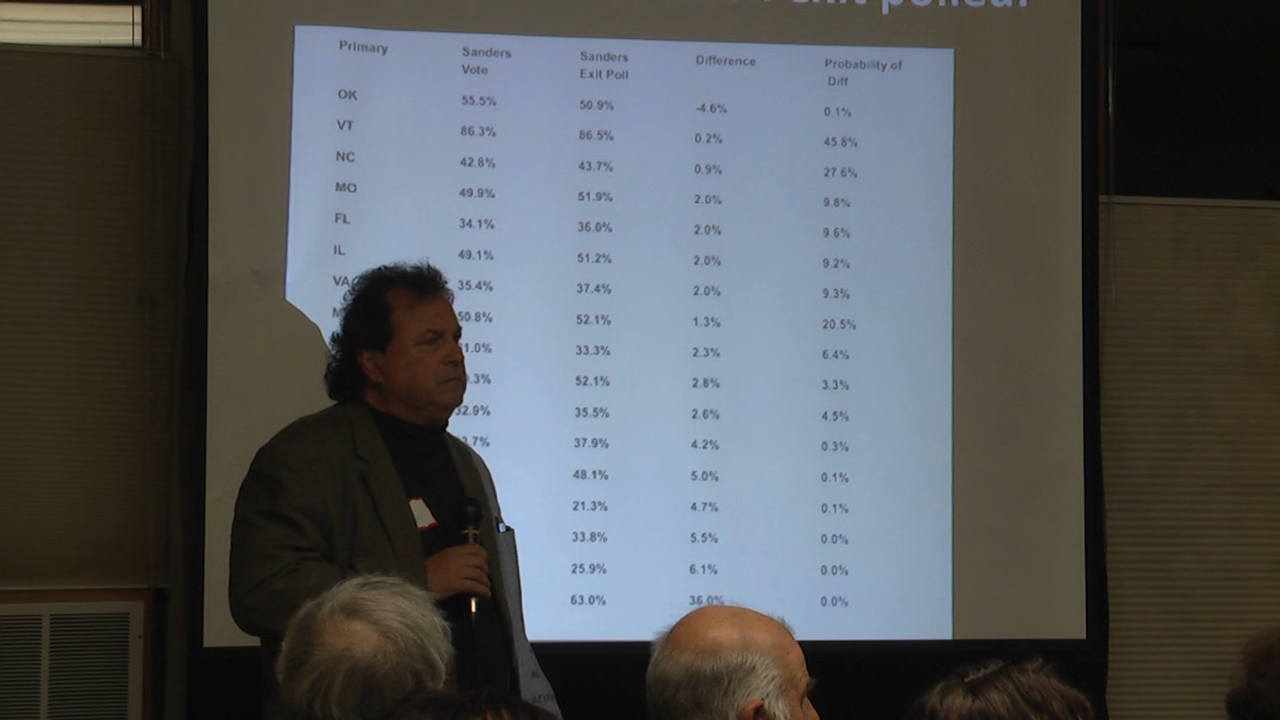 exit polled?
Primary Sanders Vote Sanders Exit Poll Difference Probability of Diff
OK 55.5% 50.9% -4.6% 0.1%
VT 86.3% 86.5% 0.2% 45.8%
NC 42.8% 43.7% 0.9% 27.6%
MO 49.9% 51.9% 2.0% 9.8%
FL 34.1% 36.0% 2.0% 9.6%
IL 49.1% 51.2% 2.0% 9.2%
VA 35.4% 37.4% 2.0% 9.3%
50.8% 52.1% 1.3% 20.5%
33.3% 2.3% 6.4%
52.1% 2.8% 3.3%
32.9% 35.5% 2.6% 4.5%
37.9% 4.2% 0.3%
48.1% 5.0% 0.1%
21.3% 4.7% 0.1%
33.8% 5.5% 0.0%
25.9% 6.1% 0.0%
63.0% 36.0% 0.0%